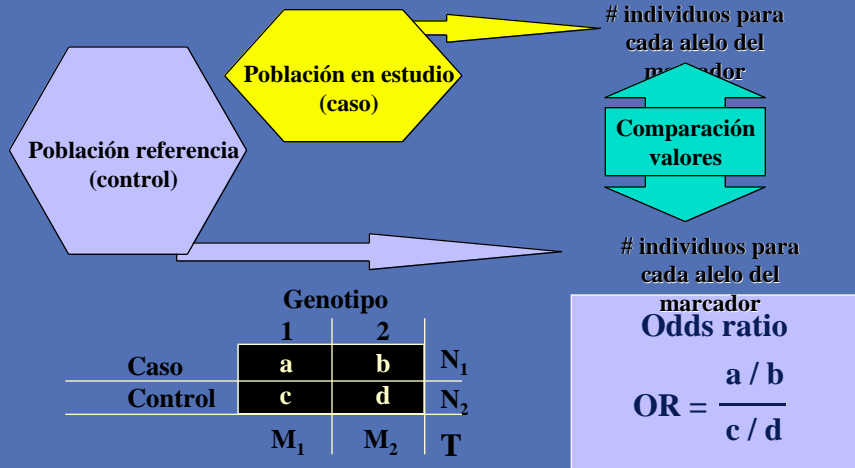 # individuos para
cada alelo del
marcador
Población en estudio
(caso)
Comparación
valores
Población referencia
(control)
# individuos para
cada alelo del
marcador
Genotipo
1 2
Caso a b N₁
Control c d N₂
M₁ M₂ T
Odds ratio
OR = a / b
c / d